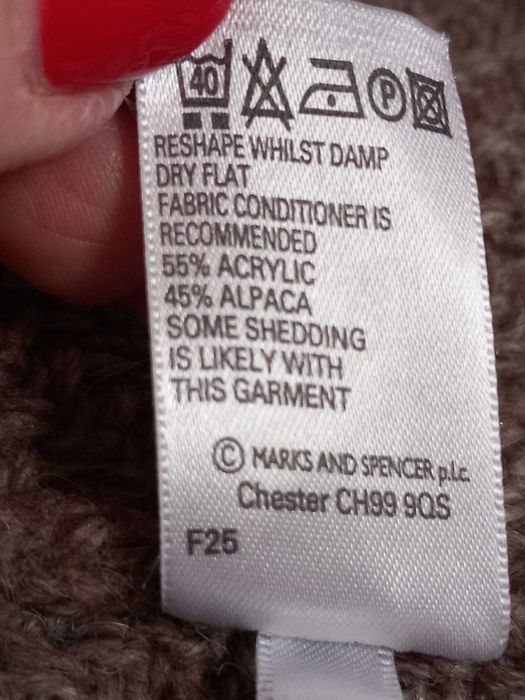 40 P
RESHAPE WHILST DAMP
DRY FLAT
FABRIC CONDITIONER IS
RECOMMENDED
55% ACRYLIC
45% ALPACA
SOME SHEDDING
IS LIKELY WITH
THIS GARMENT
© MARKS AND SPENCER p.l.c.
Chester CH99 9QS
F25